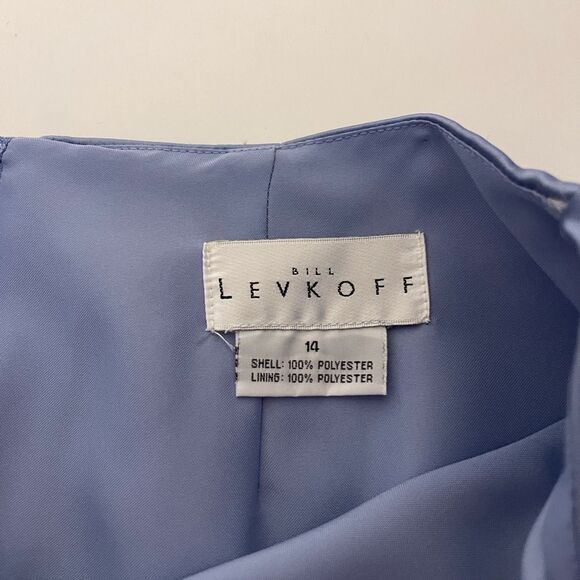 BILL
LEVKOFF
14
SHELL: 100% POLYESTER
LINING: 100% POLYESTER